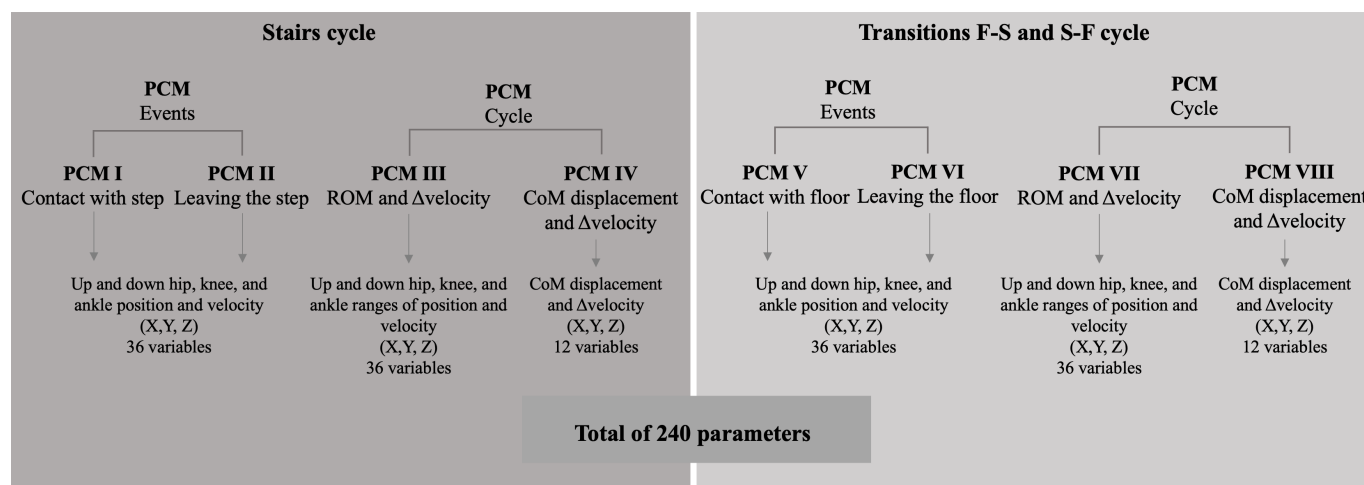 Stairs cycle
PCM
Events
PCM
Cycle
PCM I
Contact with step
PCM II
Leaving the step
PCM III
ROM and Δvelocity
PCM IV
CoM displacement
and Δvelocity
Up and down hip, knee, and
ankle position and velocity
(X,Y, Z)
36 variables
Up and down hip, knee, and
ankle ranges of position and
velocity
(X,Y, Z)
36 variables
CoM displacement
and Δvelocity
(X,Y, Z)
12 variables
Transitions F-S and S-F cycle
PCM
Events
PCM
Cycle
PCM V
Contact with floor
PCM VI
Leaving the floor
PCM VII
ROM and Δvelocity
PCM VIII
CoM displacement
and Δvelocity
Up and down hip, knee, and
ankle position and velocity
(X,Y, Z)
36 variables
Up and down hip, knee, and
ankle ranges of position and
velocity
(X,Y, Z)
36 variables
CoM displacement
and Δvelocity
(X,Y, Z)
12 variables
Total of 240 parameters